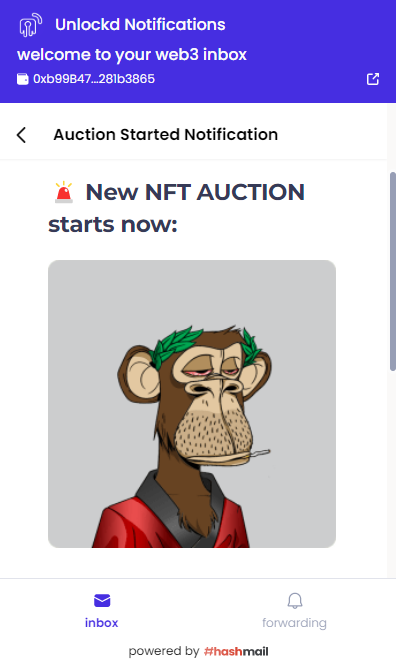 Unlockd Notifications
welcome to your web3 inbox
0xb99B47...281b3865
Auction Started Notification
🚨 New NFT AUCTION
starts now:
inbox
forwarding
powered by #hashmail